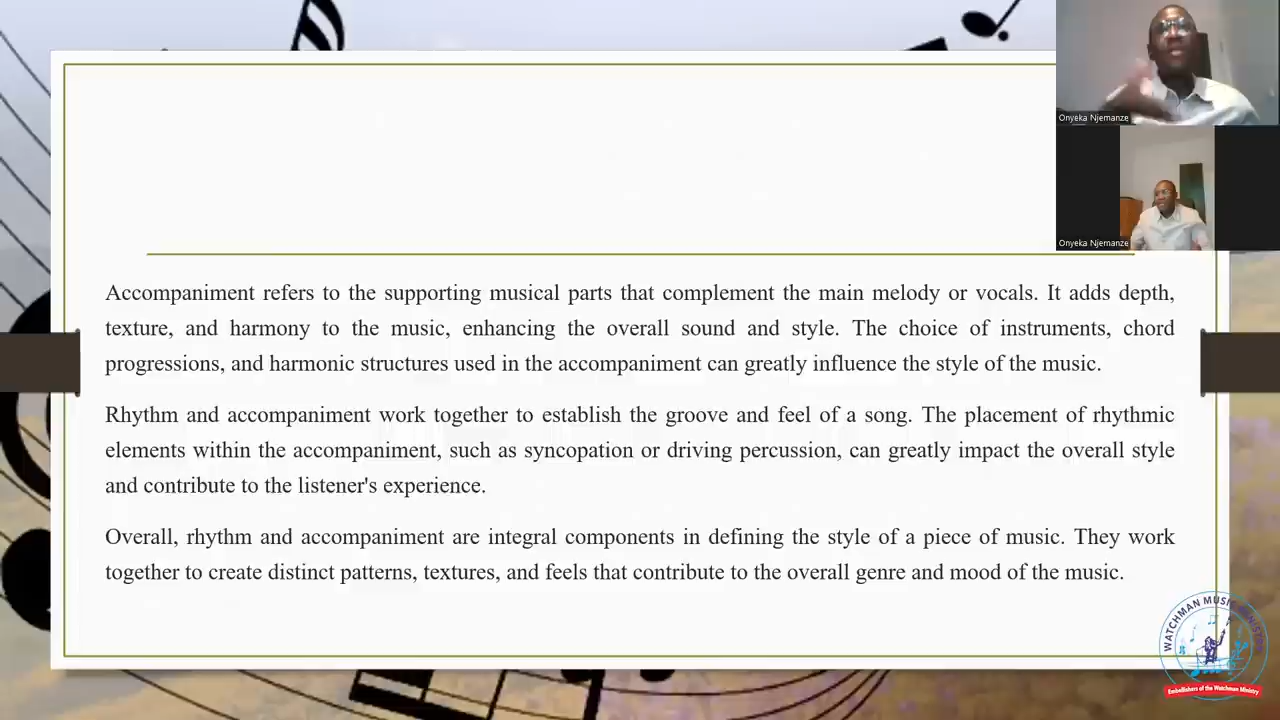 Onyeka Njemanze
Onyeka Njemanze
Accompaniment refers to the supporting musical parts that complement the main melody or vocals. It adds depth,
texture, and harmony to the music, enhancing the overall sound and style. The choice of instruments, chord
progressions, and harmonic structures used in the accompaniment can greatly influence the style of the music.
Rhythm and accompaniment work together to establish the groove and feel of a song. The placement of rhythmic
elements within the accompaniment, such as syncopation or driving percussion, can greatly impact the overall style
and contribute to the listener's experience.
Overall, rhythm and accompaniment are integral components in defining the style of a piece of music. They work
together to create distinct patterns, textures, and feels that contribute to the overall genre and mood of the music.
WATCHMAN MUSIC MINISTRY
Embellishers of the Watchman Ministry